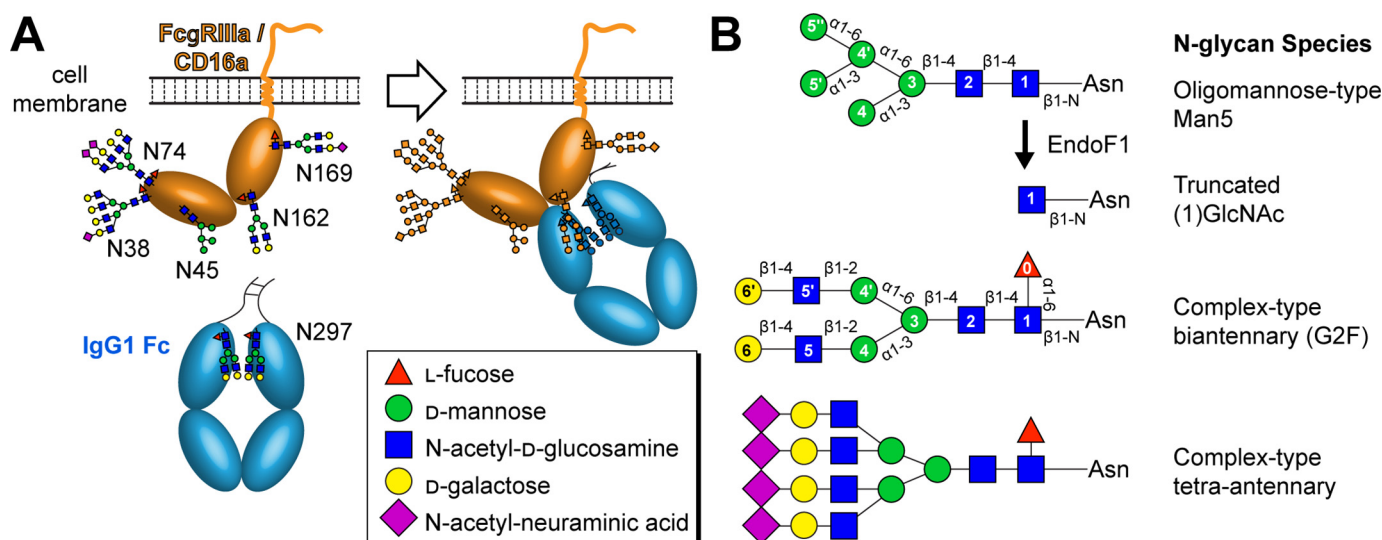 A
FcgRIIIa /
CD16a
cell
membrane
N74
N169
N38
N162
N45
N297
IgG1 Fc
L-fucose
D-mannose
N-acetyl-D-glucosamine
D-galactose
N-acetyl-neuraminic acid
B
N-glycan Species
5" α1-6
4' α1-6
5' α1-3
3 β1-4 2 β1-4 1 β1-N Asn
4 α1-3
Oligomannose-type
Man5
EndoF1
1 β1-N Asn
Truncated
(1)GlcNAc
0 α1-6
6' β1-4 5' β1-2 4' α1-6
3 β1-4 2 β1-4 1 β1-N Asn
6 β1-4 5 β1-2 4 α1-3
Complex-type
biantennary (G2F)
Asn
Complex-type
tetra-antennary